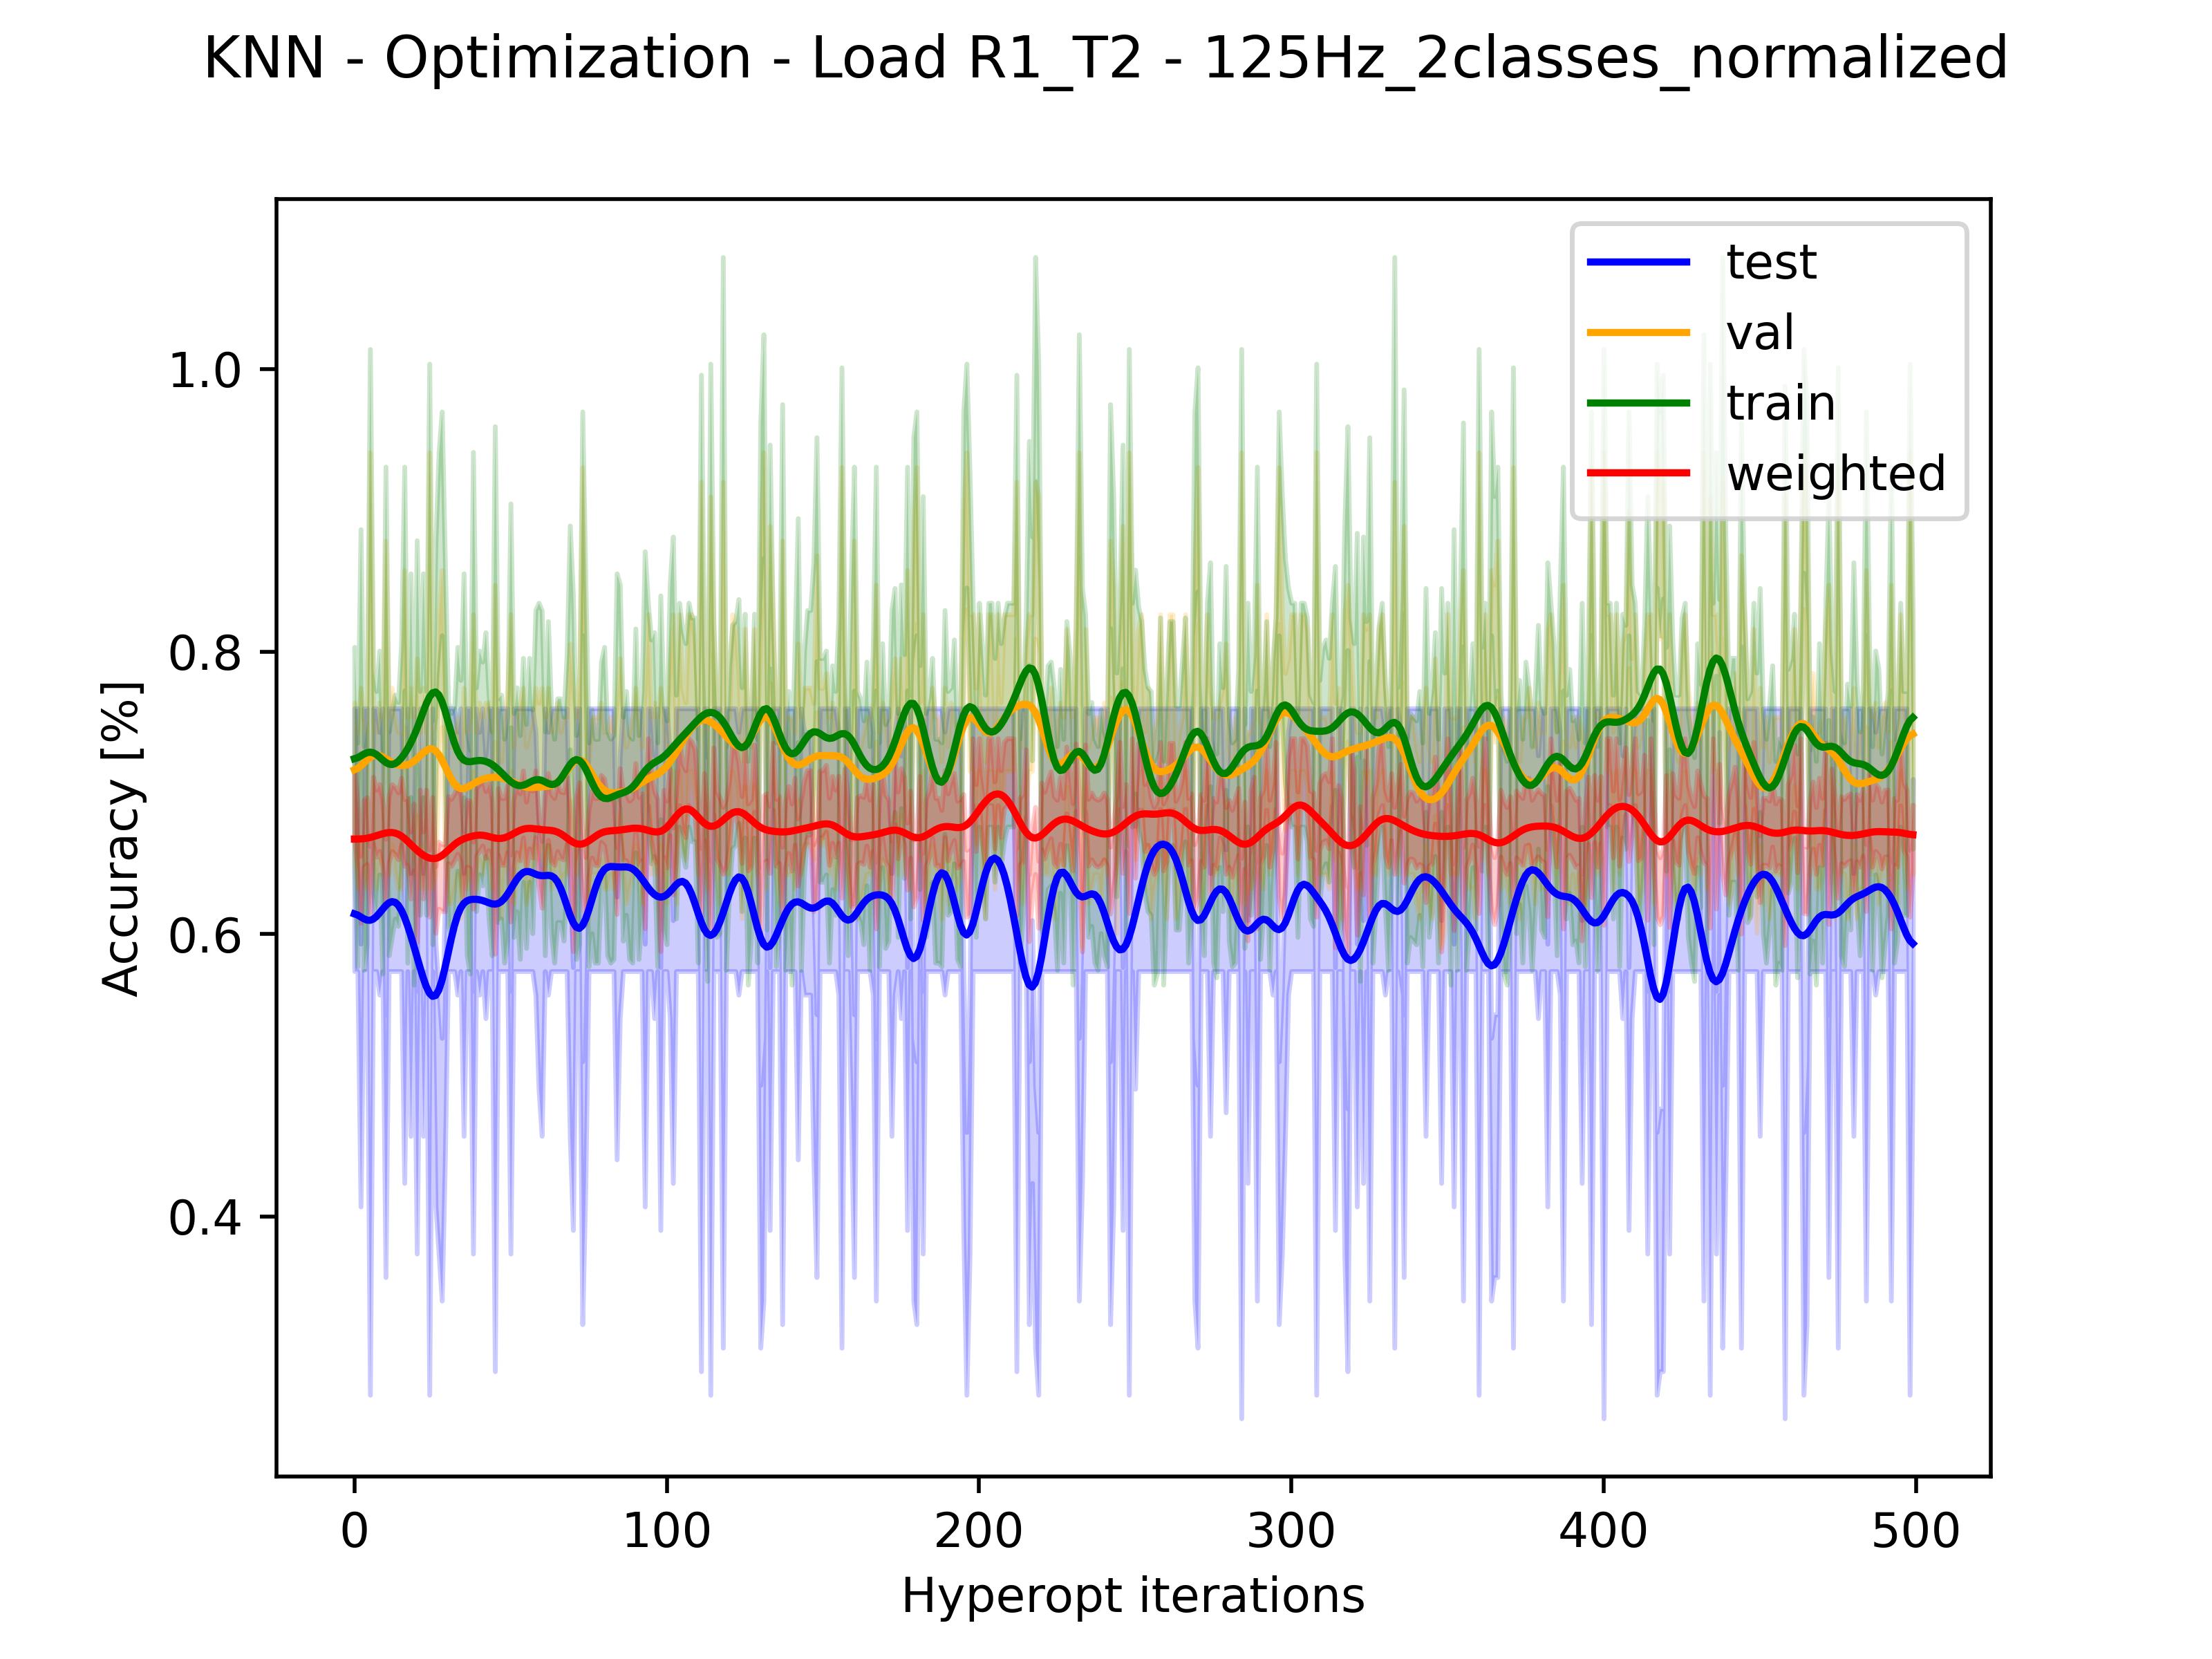 KNN - Optimization - Load R1_T2 - 125Hz_2classes_normalized
test
val
train
weighted
1.0
0.8
0.6
0.4
Accuracy [%]
0 100 200 300 400 500
Hyperopt iterations